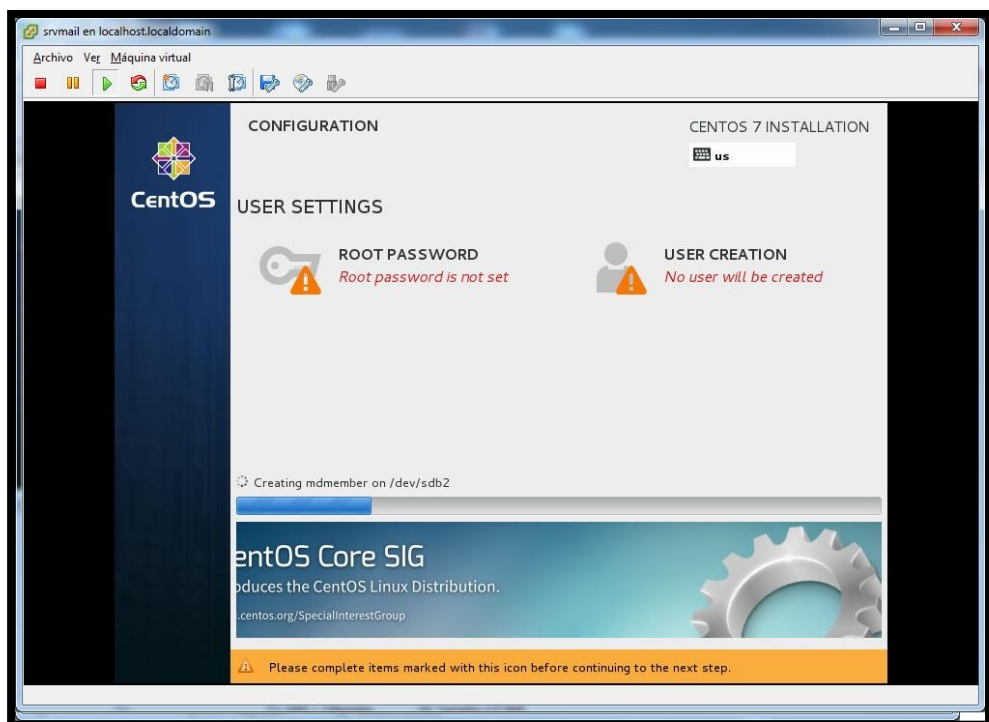 srvmail en localhost.localdomain
Archivo Ver Máquina virtual
CONFIGURATION
CENTOS 7 INSTALLATION
us
CentOS
USER SETTINGS
ROOT PASSWORD
Root password is not set
USER CREATION
No user will be created
Creating mdmember on /dev/sdb2
entOS Core SIG
oduces the CentOS Linux Distribution.
.centos.org/SpecialInterestGroup
Please complete items marked with this icon before continuing to the next step.